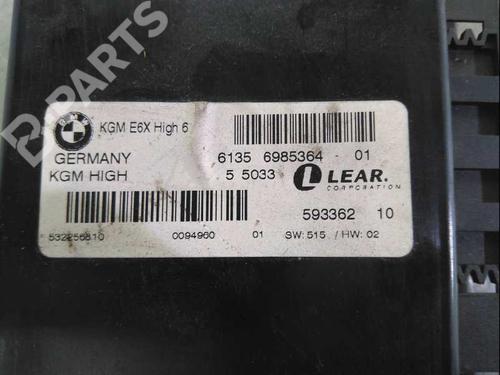 B-PARTS
BMW
KGM E6X High 6
GERMANY 6135 6985364 01
KGM HIGH 5 5033 LEAR.
CORPORATION
593362 10
532256810 0094960 01 SW: 515 / HW: 02